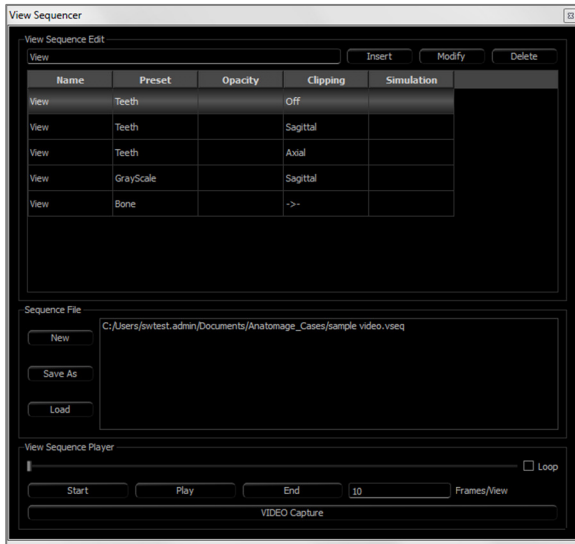 View Sequencer
View Sequence Edit
View Insert Modify Delete
Name Preset Opacity Clipping Simulation
View Teeth Off
View Teeth Sagittal
View Teeth Axial
View GrayScale Sagittal
View Bone ->-
Sequence File
C:/Users/swtest.admin/Documents/Anatomage_Cases/sample video.vseq
New
Save As
Load
View Sequence Player
Loop
Start Play End 10 Frames/View
VIDEO Capture